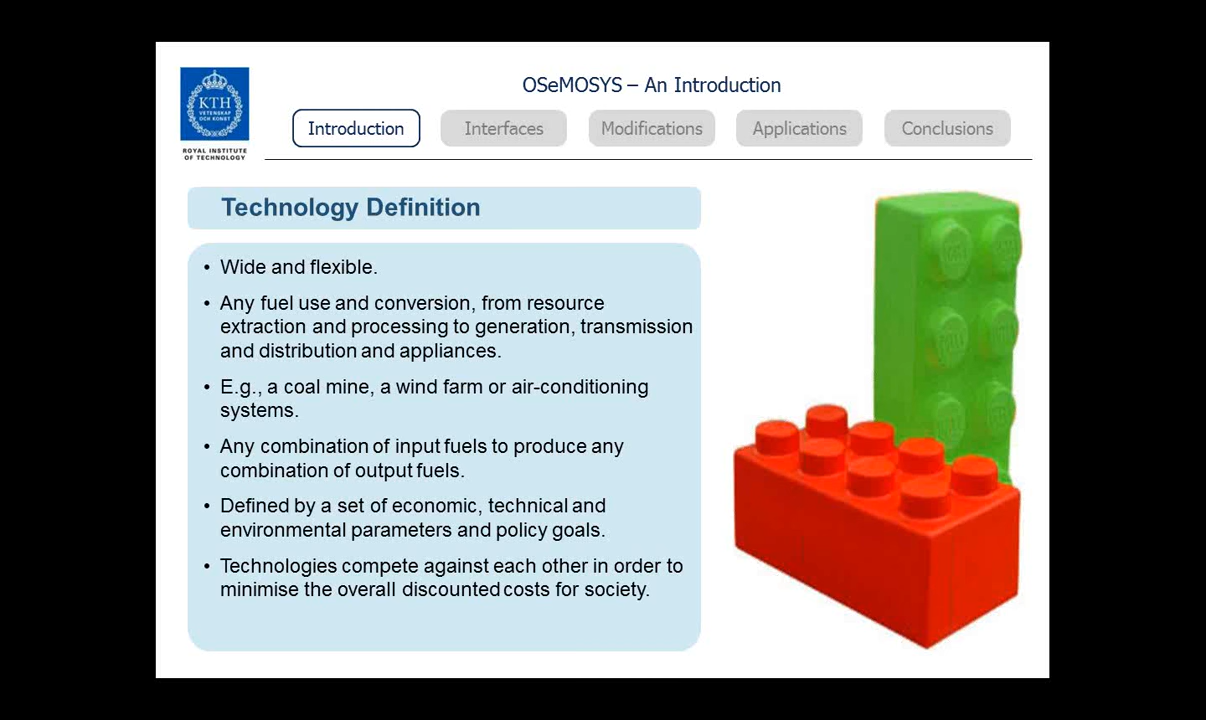 OSeMOSYS – An Introduction
KTH
VETENSKAP
OCH KONST
ROYAL INSTITUTE
OF TECHNOLOGY
Introduction
Interfaces
Modifications
Applications
Conclusions
Technology Definition
• Wide and flexible.
• Any fuel use and conversion, from resource
extraction and processing to generation, transmission
and distribution and appliances.
• E.g., a coal mine, a wind farm or air-conditioning
systems.
• Any combination of input fuels to produce any
combination of output fuels.
• Defined by a set of economic, technical and
environmental parameters and policy goals.
• Technologies compete against each other in order to
minimise the overall discounted costs for society.